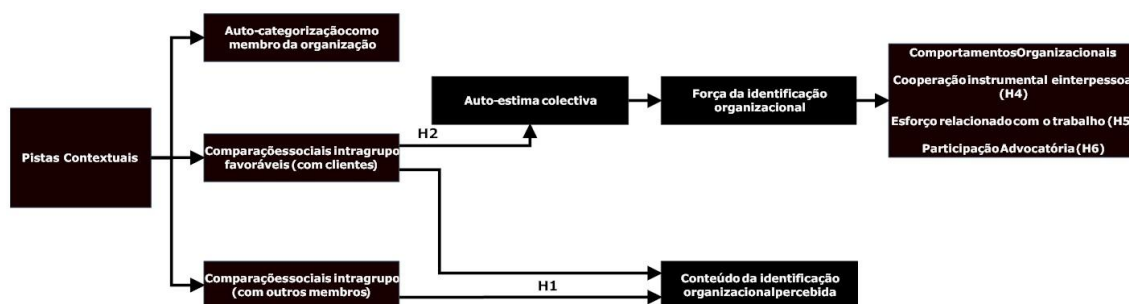 Auto-categorizaçãocomo
membro da organização
ComportamentosOrganizacionais
Cooperação instrumental einterpessoa
(H4)
Esforço relacionado com o trabalho (H5
Participação Advocatória (H6)
Auto-estima colectiva
Força da identificação
organizacional
H2
Pistas Contextuais
Comparaçõessociais intragrupo
favoráveis (com clientes)
Comparaçõessociais intragrupo
(com outros membros)
H1
Conteúdo da identificação
organizacionalpercebida